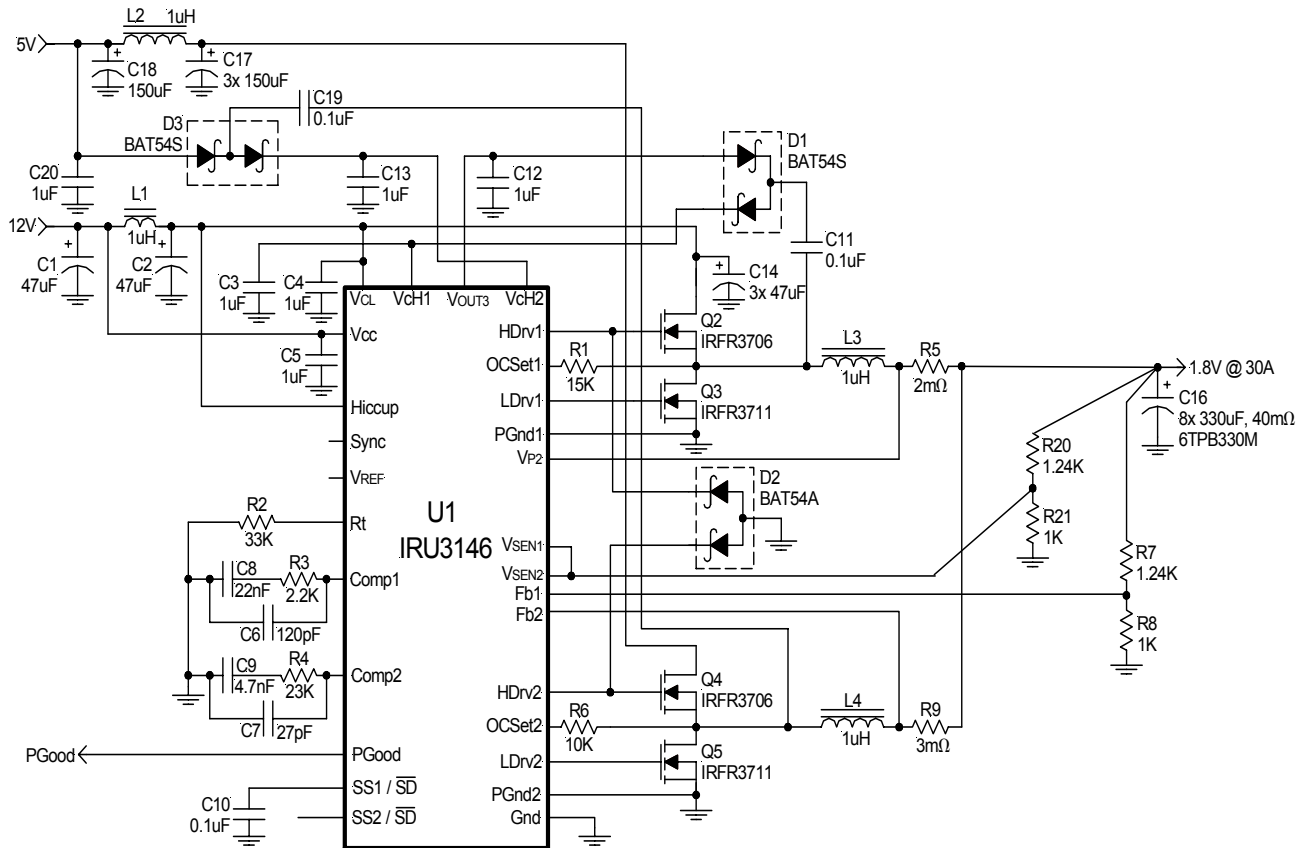 L2 1uH
5V
C18
150uF
C17
3x 150uF
C19
0.1uF
D3
BAT54S
D1
BAT54S
C20
1uF
C13
1uF
C12
1uF
L1
1uH
12V
C1
47uF
C2
47uF
C3
1uF
C4
1uF
C11
0.1uF
C14
3x 47uF
VCL
VcH1
VOUT3
VcH2
Vcc
C5
1uF
Hiccup
Sync
VREF
Rt
R2
33K
Comp1
C8
22nF
R3
2.2K
C6 120pF
Comp2
C9
4.7nF
R4
23K
C7 27pF
PGood
PGood
SS1 / SD
SS2 / SD
C10
0.1uF
U1
IRU3146
HDrv1
OCSet1
LDrv1
PGnd1
VP2
VSEN1
VSEN2
Fb1
Fb2
HDrv2
OCSet2
LDrv2
PGnd2
Gnd
R1
15K
Q2
IRFR3706
Q3
IRFR3711
L3
1uH
R5
2mΩ
1.8V @ 30A
C16
8x 330uF, 40mΩ
6TPB330M
R20
1.24K
R21
1K
D2
BAT54A
R7
1.24K
R8
1K
Q4
IRFR3706
R6
10K
Q5
IRFR3711
L4
1uH
R9
3mΩ